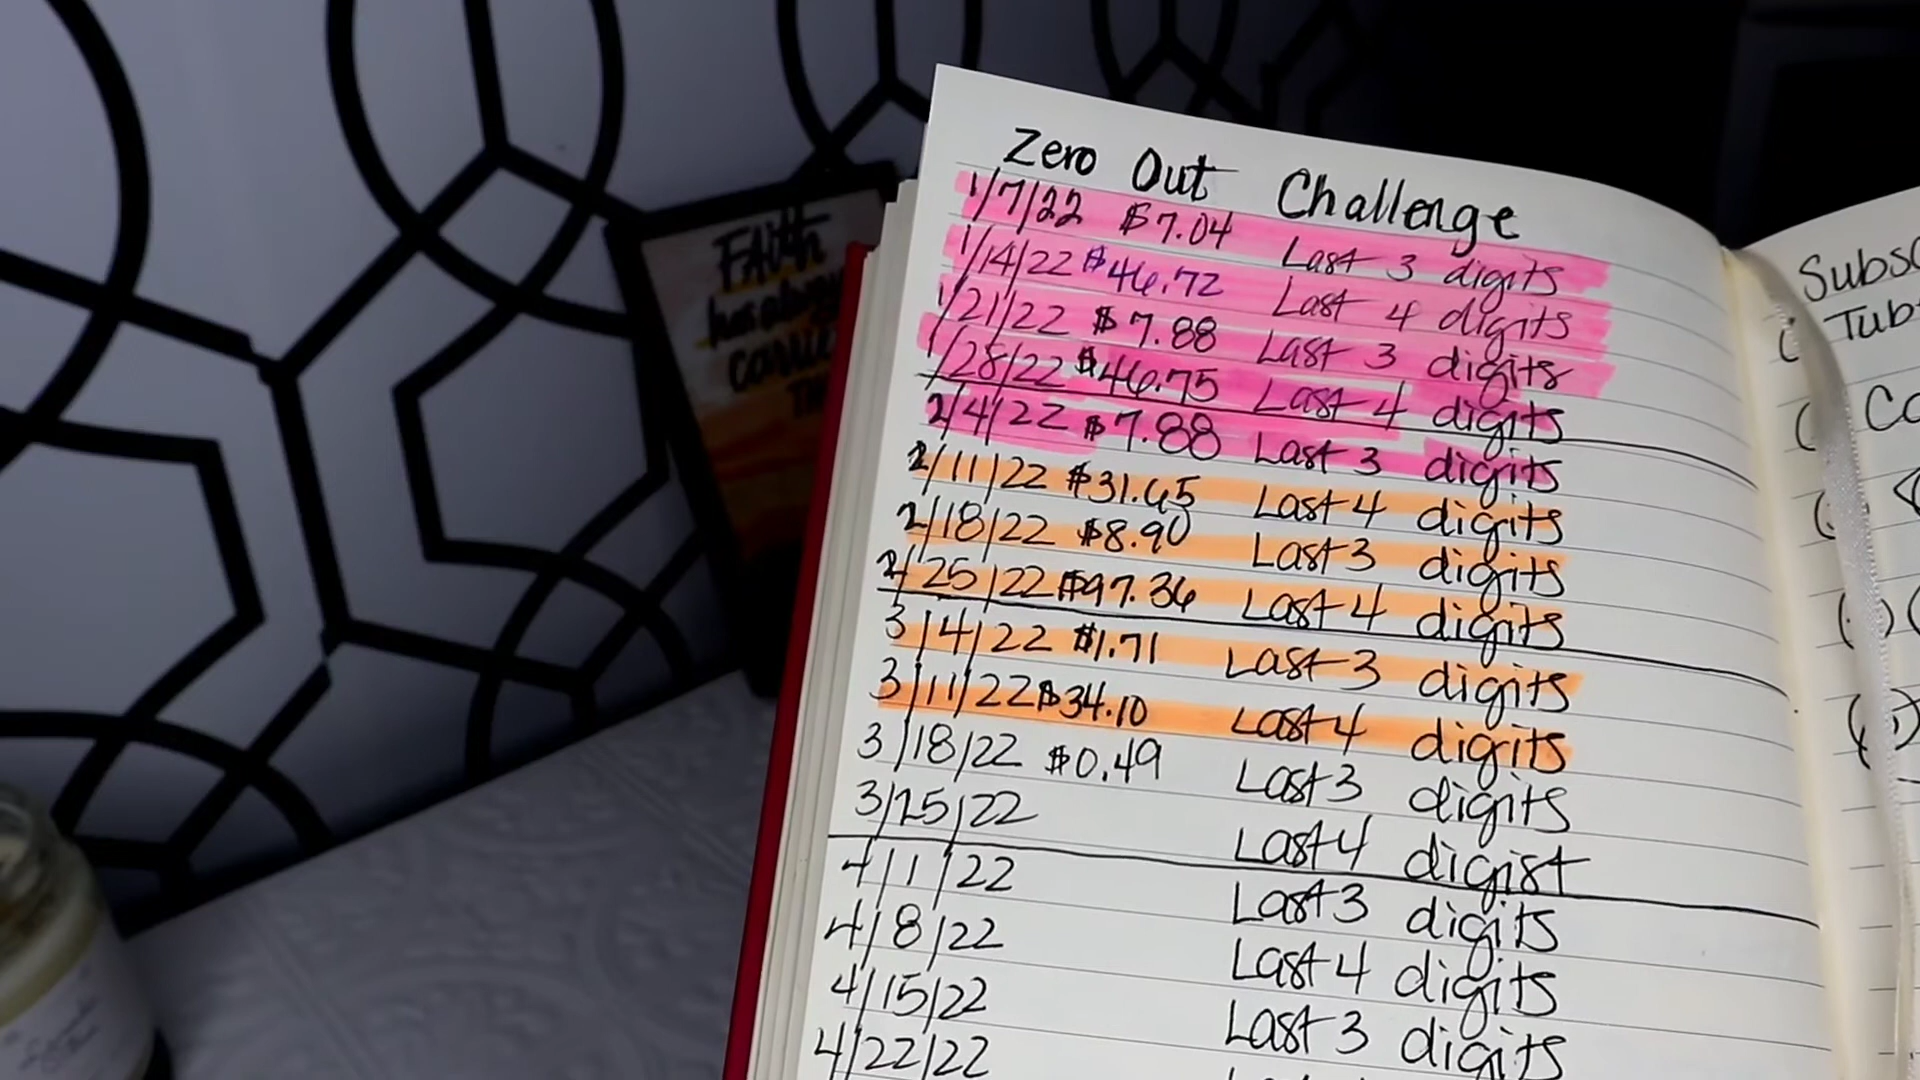 Zero Out Challenge
1/7/22 $7.04 Last 3 digits
1/14/22 $46.72 Last 4 digits
1/21/22 $7.88 Last 3 digits
1/28/22 $46.75 Last 4 digits
2/4/22 $7.88 Last 3 digits
2/11/22 $31.65 Last 4 digits
2/18/22 $8.90 Last 3 digits
2/25/22 $97.36 Last 4 digits
3/4/22 $1.71 Last 3 digits
3/11/22 $34.10 Last 4 digits
3/18/22 $0.49 Last 3 digits
3/25/22 Last 4 digist
4/1/22 Last 3 digits
4/8/22 Last 4 digits
4/15/22 Last 3 digits
4/22/22
FAith